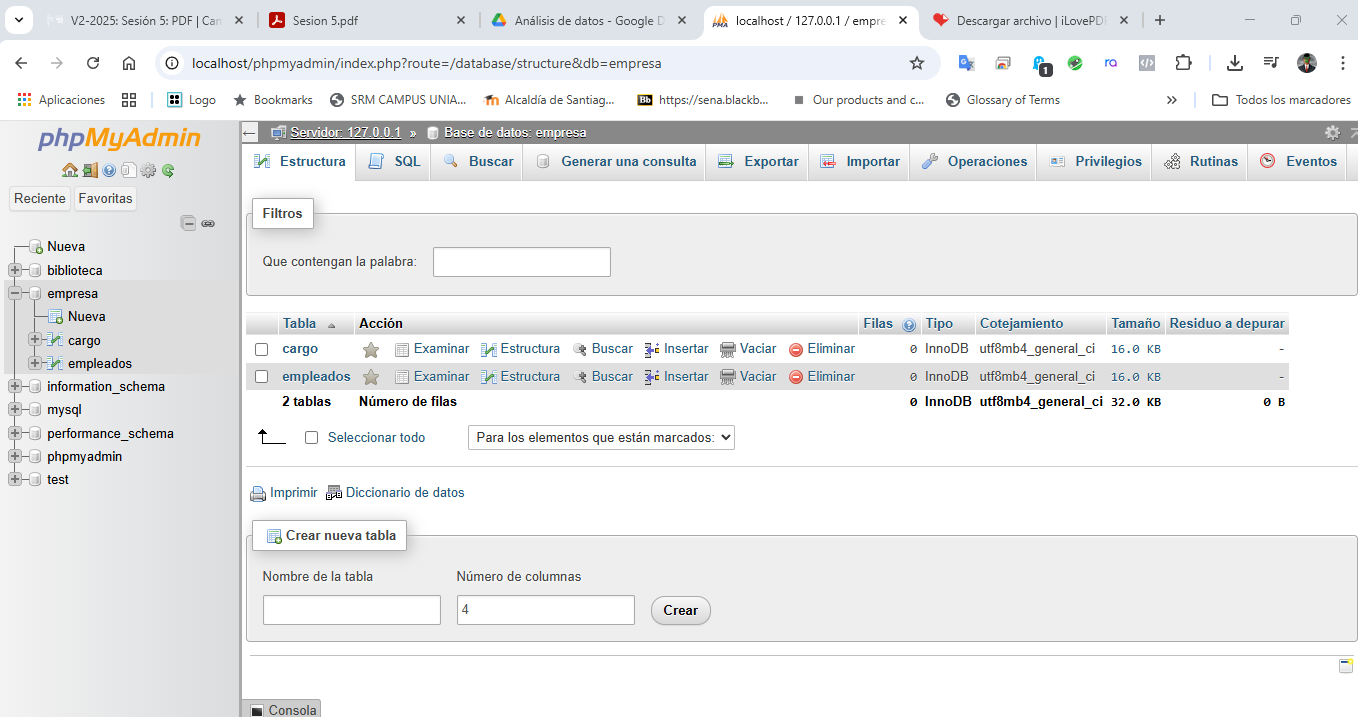 V2-2025: Sesión 5: PDF | Can
Sesion 5.pdf
Análisis de datos - Google D
localhost / 127.0.0.1 / empre
Descargar archivo | iLovePDF
localhost/phpmyadmin/index.php?route=/database/structure&db=empresa
1
Aplicaciones
Logo
Bookmarks
SRM CAMPUS UNIA...
Alcaldía de Santiag...
Bb https://sena.blackb...
Our products and c...
Glossary of Terms
»
Todos los marcadores
phpMyAdmin
Reciente Favoritas
Nueva
biblioteca
empresa
Nueva
cargo
empleados
information_schema
mysql
performance_schema
phpmyadmin
test
Servidor: 127.0.0.1 » Base de datos: empresa
Estructura SQL Buscar Generar una consulta Exportar Importar Operaciones Privilegios Rutinas Eventos
Filtros
Que contengan la palabra:
Tabla Acción Filas Tipo Cotejamiento Tamaño Residuo a depurar
cargo Examinar Estructura Buscar Insertar Vaciar Eliminar 0 InnoDB utf8mb4_general_ci 16.0 KB -
empleados Examinar Estructura Buscar Insertar Vaciar Eliminar 0 InnoDB utf8mb4_general_ci 16.0 KB -
2 tablas Número de filas 0 InnoDB utf8mb4_general_ci 32.0 KB 0 B
Seleccionar todo Para los elementos que están marcados:
Imprimir Diccionario de datos
Crear nueva tabla
Nombre de la tabla Número de columnas
4 Crear
Consola